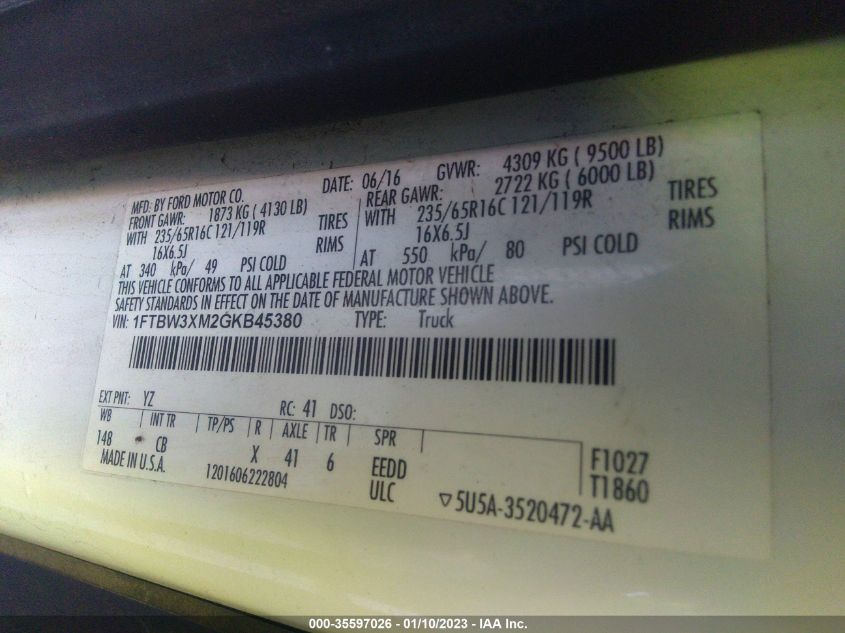 MFD. BY FORD MOTOR CO.
DATE: 06/16 GVWR: 4309 KG ( 9500 LB)
FRONT GAWR: 1873 KG ( 4130 LB) REAR GAWR: 2722 KG ( 6000 LB)
WITH 235/65R16C 121/119R TIRES WITH 235/65R16C 121/119R TIRES
16X6.5J RIMS 16X6.5J RIMS
AT 340 kPa/ 49 PSI COLD AT 550 kPa/ 80 PSI COLD
THIS VEHICLE CONFORMS TO ALL APPLICABLE FEDERAL MOTOR VEHICLE
SAFETY STANDARDS IN EFFECT ON THE DATE OF MANUFACTURE SHOWN ABOVE.
VIN: 1FTBW3XM2GKB45380 TYPE: Truck
EXT PNT: YZ RC: 41 DSO:
WB INT TR TP/PS R AXLE TR SPR
148 CB X 41 6 EEDD F1027
MADE IN U.S.A. 1201606222804 ULC T1860
▽5U5A-3520472-AA
000-35597026 - 01/10/2023 - IAA Inc.